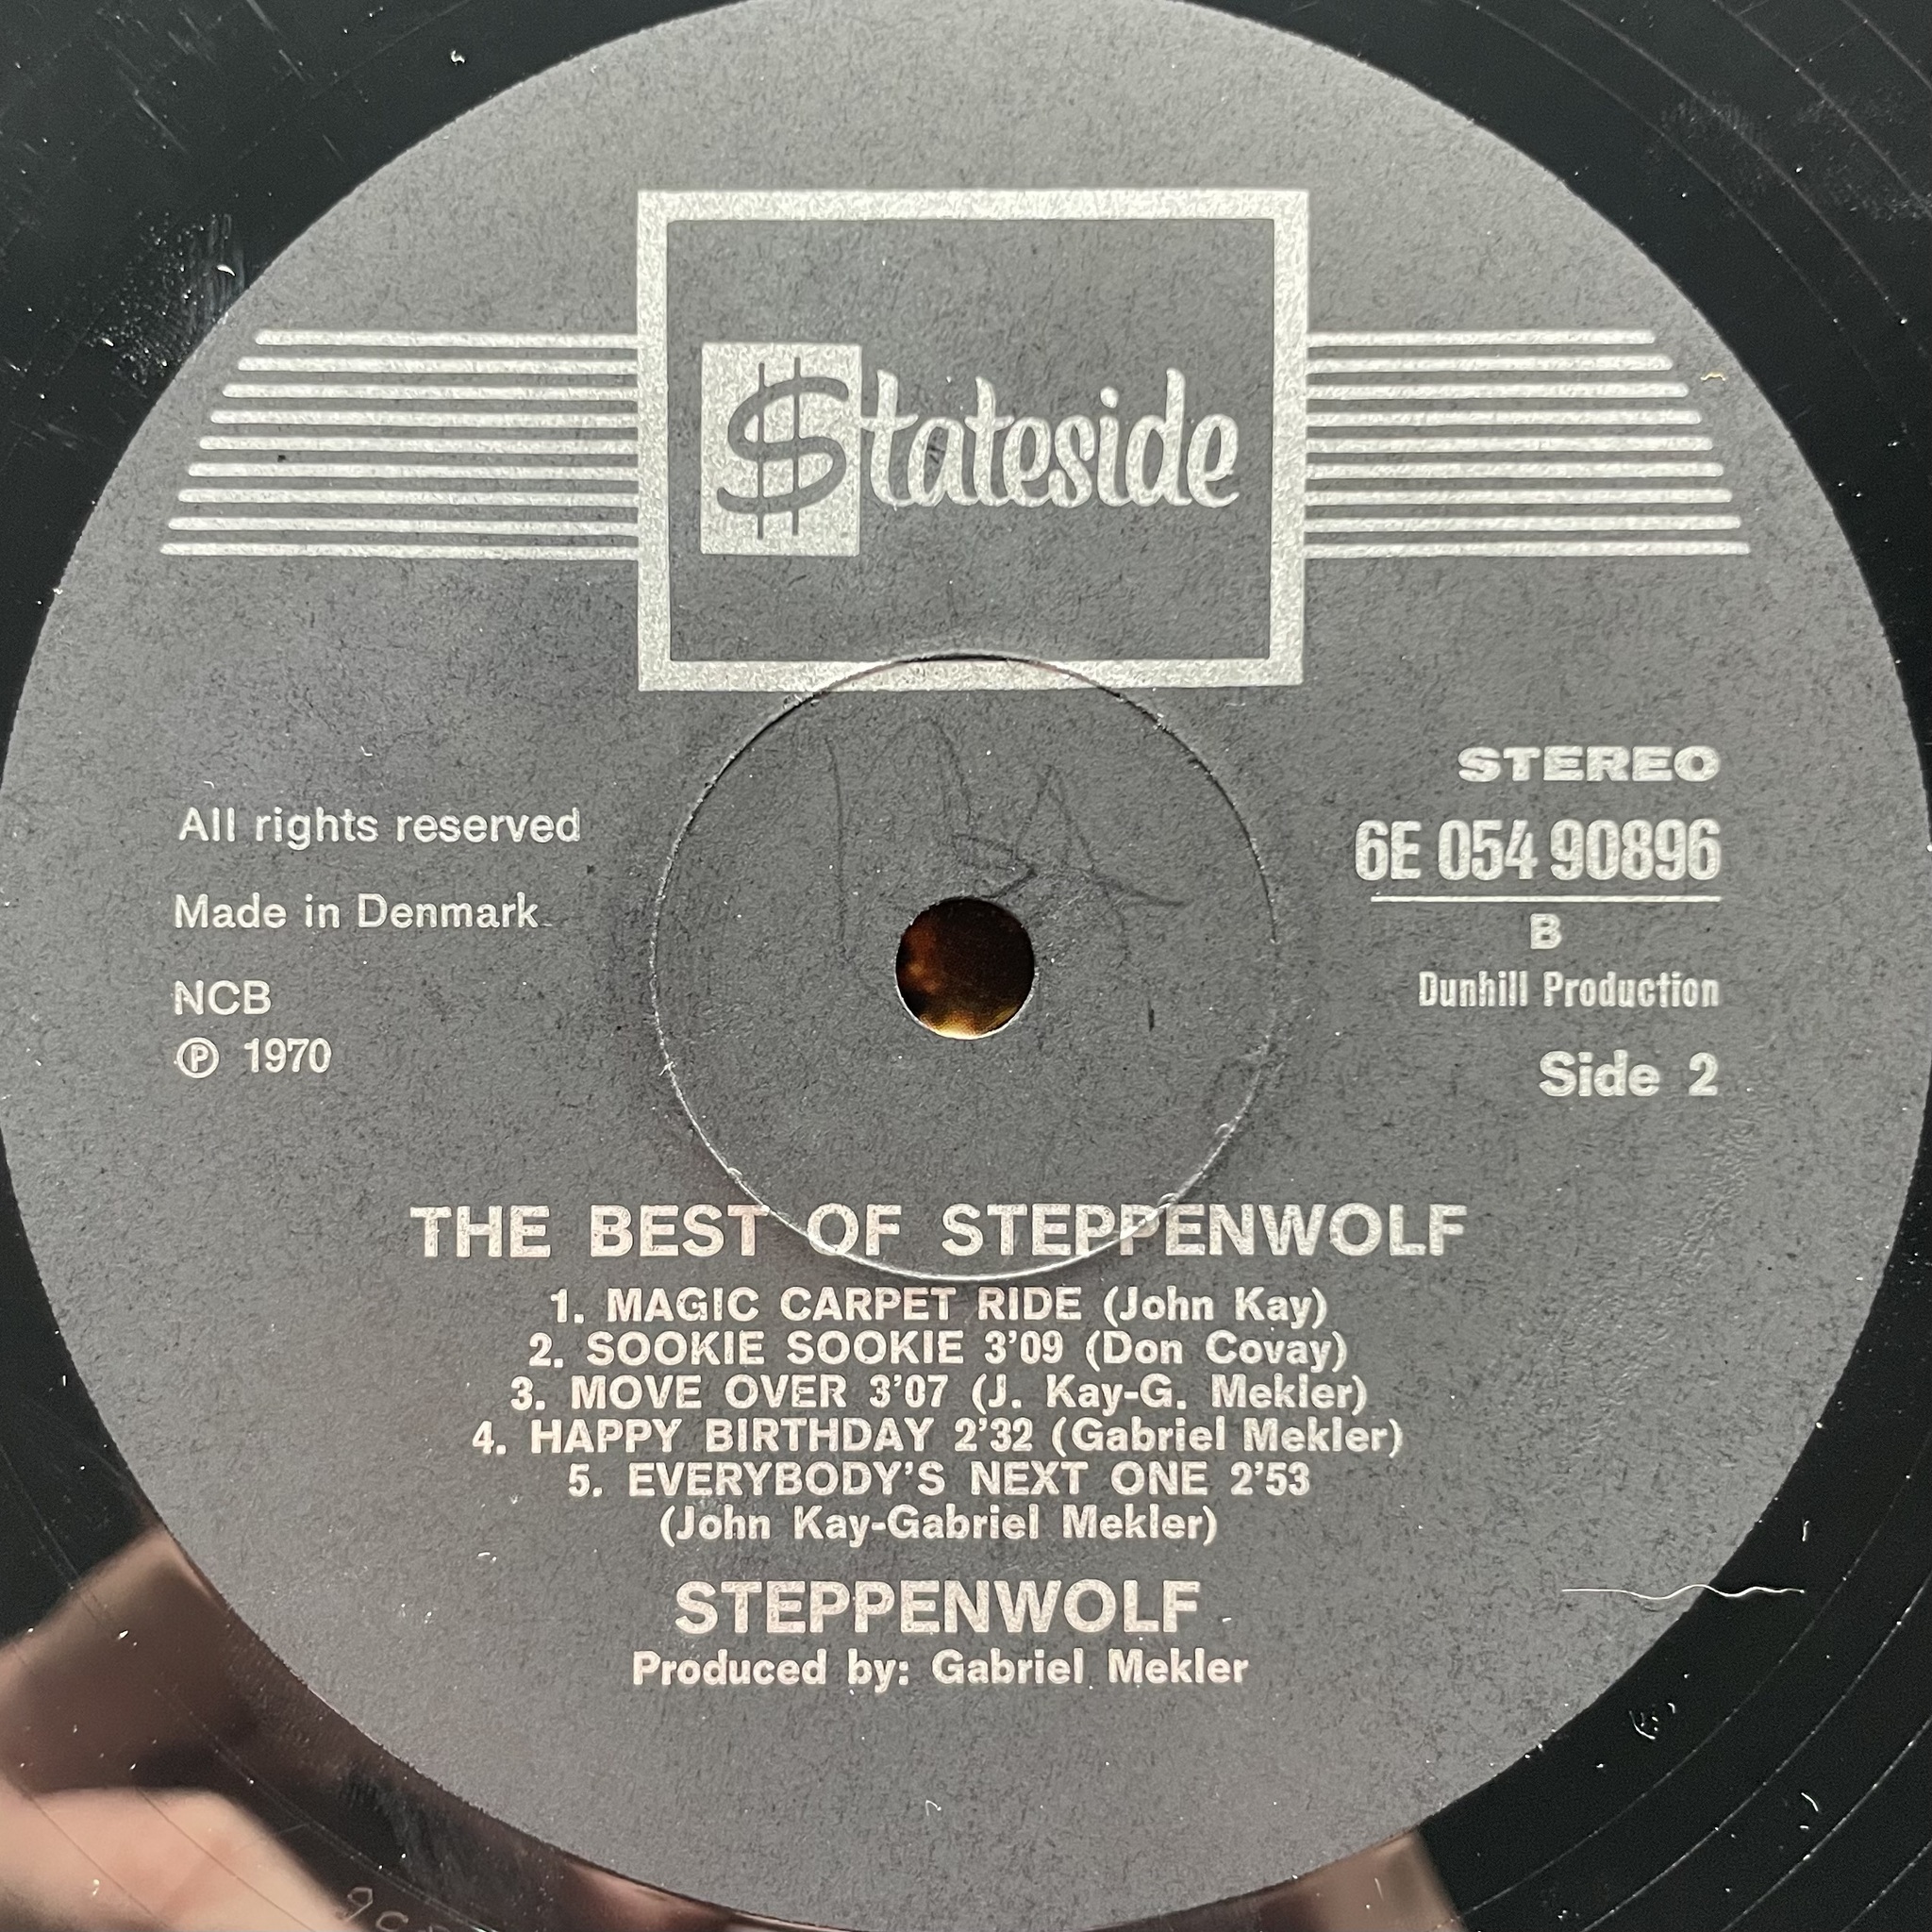 Stateside
STEREO
All rights reserved
6E 054 90896
Made in Denmark
B
NCB
Dunhill Production
℗ 1970
Side 2
THE BEST OF STEPPENWOLF
1. MAGIC CARPET RIDE (John Kay)
2. SOOKIE SOOKIE 3'09 (Don Covay)
3. MOVE OVER 3'07 (J. Kay-G. Mekler)
4. HAPPY BIRTHDAY 2'32 (Gabriel Mekler)
5. EVERYBODY'S NEXT ONE 2'53
(John Kay-Gabriel Mekler)
STEPPENWOLF
Produced by: Gabriel Mekler